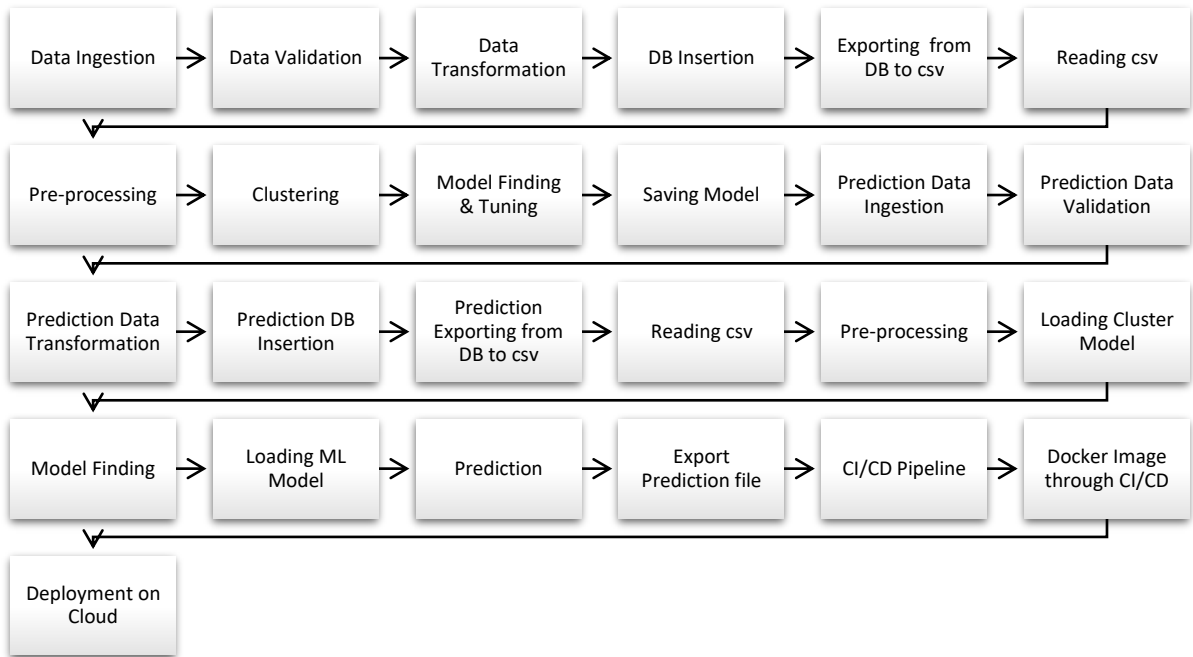 Data Ingestion
Data Validation
Data
Transformation
DB Insertion
Exporting from
DB to csv
Reading csv
Pre-processing
Clustering
Model Finding
& Tuning
Saving Model
Prediction Data
Ingestion
Prediction Data
Validation
Prediction Data
Transformation
Prediction DB
Insertion
Prediction
Exporting from
DB to csv
Reading csv
Pre-processing
Loading Cluster
Model
Model Finding
Loading ML
Model
Prediction
Export
Prediction file
CI/CD Pipeline
Docker Image
through CI/CD
Deployment on
Cloud